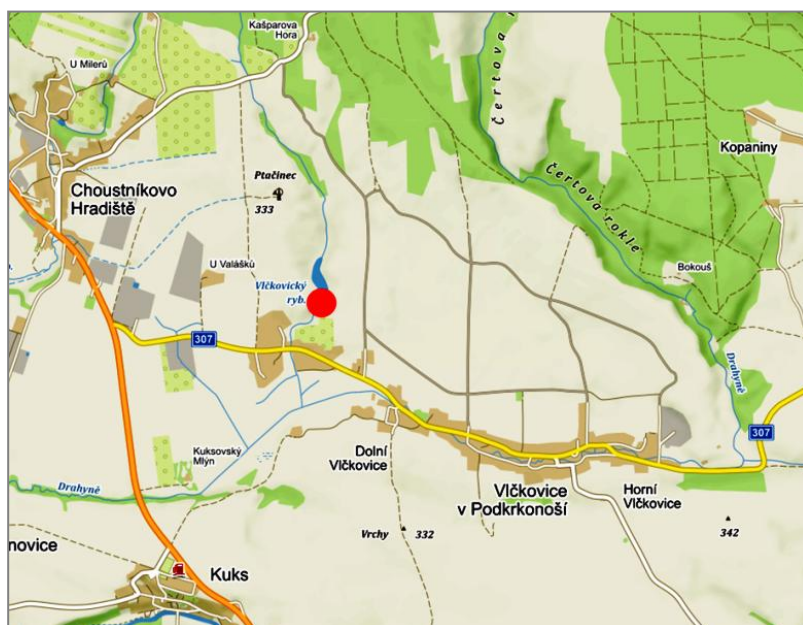 Kašparova
Hora
U Milerů
Čertova
Kopaniny
Ptačinec
333
Choustníkovo
Hradiště
Čertova rokle
Bokouš
U Valášků
Vlčkovický
ryb.
307
Drahyně
307
Kuksovský
Mlýn
Dolní
Vlčkovice
Drahyně
Vlčkovice
v Podkrkonoší
Horní
Vlčkovice
novice
Vrchy
332
342
Kuks